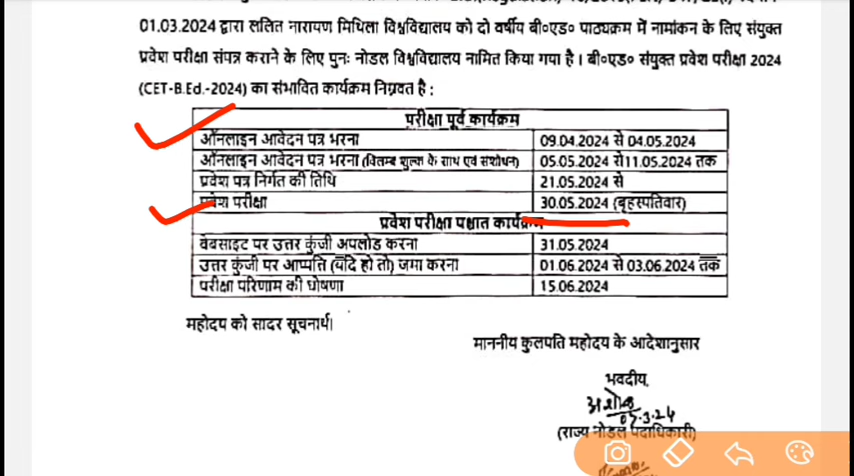 01.03.2024 द्वारा ललित नारायण मिथिला विश्वविद्यालय को दो वर्षीय बी०एड० पाठ्यक्रम में नामांकन के लिए संयुक्त
प्रवेश परीक्षा संपन्न कराने के लिए पुनः नोडल विश्वविद्यालय नामित किया गया है। बी०एड० संयुक्त प्रवेश परीक्षा 2024
(CET-B.Ed.-2024) का संभावित कार्यक्रम निम्नवत है :
परीक्षा पूर्व कार्यक्रम
ऑनलाइन आवेदन पत्र भरना 09.04.2024 से 04.05.2024
ऑनलाइन आवेदन पत्र भरना (विलम्ब शुल्क के साथ एवं संशोधन) 05.05.2024 से 11.05.2024 तक
प्रवेश पत्र निर्गत की तिथि 21.05.2024 से
प्रवेश परीक्षा 30.05.2024 (बृहस्पतिवार)
प्रवेश परीक्षा पश्चात कार्यक्रम
वेबसाइट पर उत्तर कुंजी अपलोड करना 31.05.2024
उत्तर कुंजी पर आप्पति (यदि हो तो) जमा करना 01.06.2024 से 03.06.2024 तक
परीक्षा परिणाम की घोषणा 15.06.2024
महोदय को सादर सूचनार्थ।
माननीय कुलपति महोदय के आदेशानुसार
भवदीय,
अशोक
(राज्य नोडल पदाधिकारी)